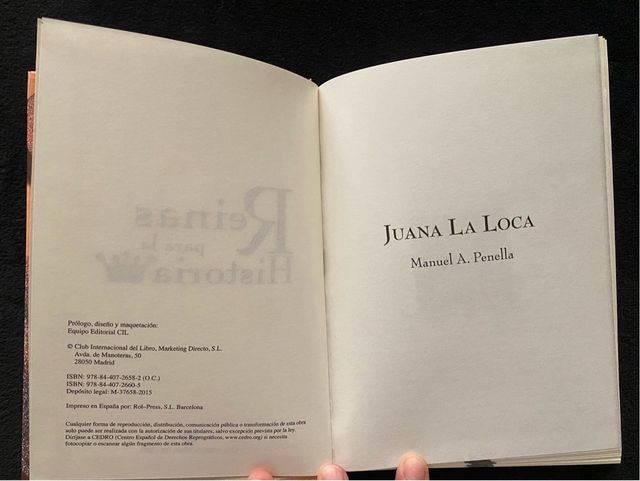 Reinas
para la
Historia
Prólogo, diseño y maquetación:
Equipo Editorial CIL
© Club Internacional del Libro, Marketing Directo, S.L.
Avda. de Manoteras, 50
28050 Madrid
ISBN: 978-84-407-2658-2 (O.C.)
ISBN: 978-84-407-2660-5
Depósito legal: M-37658-2015
Impreso en España por: Rol-Press, S.L. Barcelona
Cualquier forma de reproducción, distribución, comunicación pública o transformación de esta obra
solo puede ser realizada con la autorización de sus titulares, salvo excepción prevista por la ley.
Diríjase a CEDRO (Centro Español de Derechos Reprográficos, www.cedro.org) si necesita
fotocopiar o escanear algún fragmento de esta obra.
JUANA LA LOCA
Manuel A. Penella